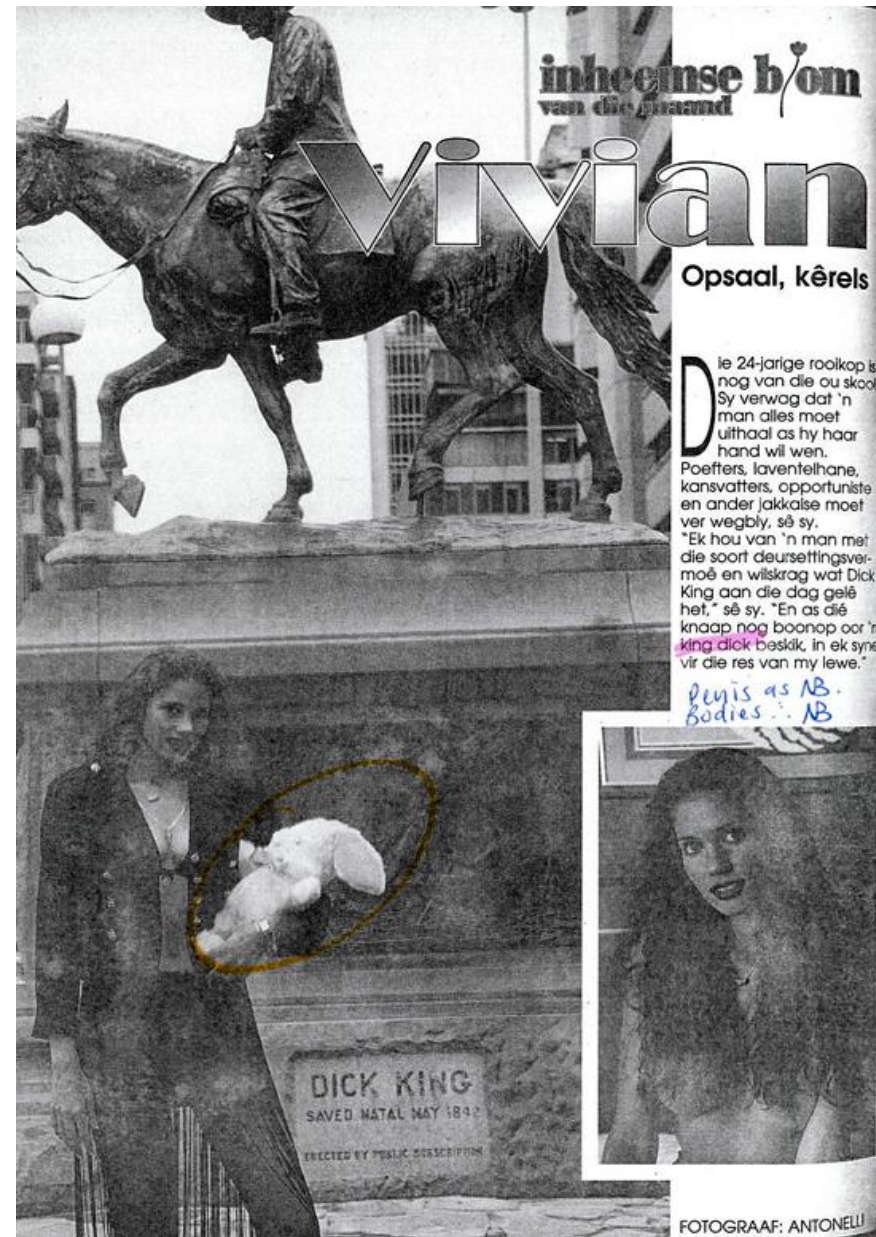 inheemse blom
van die maand
Vivian
Opsaal, kêrels
Die 24-jarige rooikop is
nog van die ou skool
Sy verwag dat 'n
man alles moet
uithaal as hy haar
hand wil wen.
Poefters, laventelhane,
kansvatters, opportuniste
en ander jakkalse moet
ver wegbly, sê sy.
"Ek hou van 'n man met
die soort deursettingsver-
moë en wilskrag wat Dick
King aan die dag gelê
het," sê sy. "En as dié
knaap nog boonop oor 'n
king dick beskik, in ek syne
vir die res van my lewe."
Penis as NB.
Bodies ∴ NB
DICK KING
SAVED NATAL MAY 1842
ERECTED BY PUBLIC SUBSCRIPTION
FOTOGRAAF: ANTONELLI